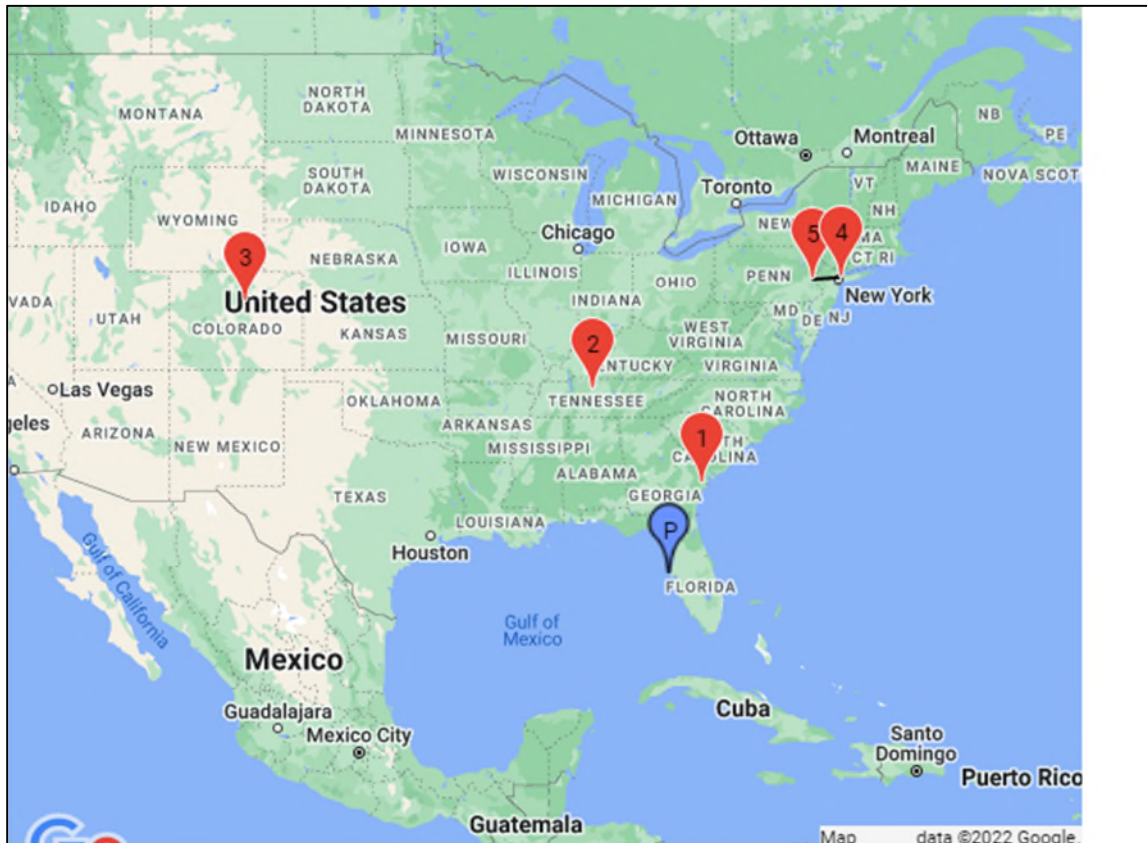 NB
MONTANA
NORTH
DAKOTA
MINNESOTA
Ottawa
Montreal
PE
MAINE
NOVA SCOT
SOUTH
DAKOTA
WISCONSIN
MICHIGAN
Toronto
VT
NH
IDAHO
WYOMING
NEW
5
4
MA
Chicago
CT RI
3
IOWA
NEBRASKA
ILLINOIS
OHIO
PENN
VADA
United States
INDIANA
New York
UTAH
COLORADO
KANSAS
MISSOURI
WEST
VIRGINIA
MD
DE
NJ
2
ENTUCKY
VIRGINIA
Las Vegas
OKLAHOMA
TENNESSEE
NORTH
CAROLINA
geles
ARIZONA
NEW MEXICO
ARKANSAS
MISSISSIPPI
1
TH
C
OLINA
ALABAMA
GEORGIA
TEXAS
LOUISIANA
P
Houston
FLORIDA
Gulf of California
Gulf of
Mexico
Mexico
Guadalajara
Mexico City
Cuba
Santo
Domingo
Puerto Rico
Guatemala
Map data ©2022 Google